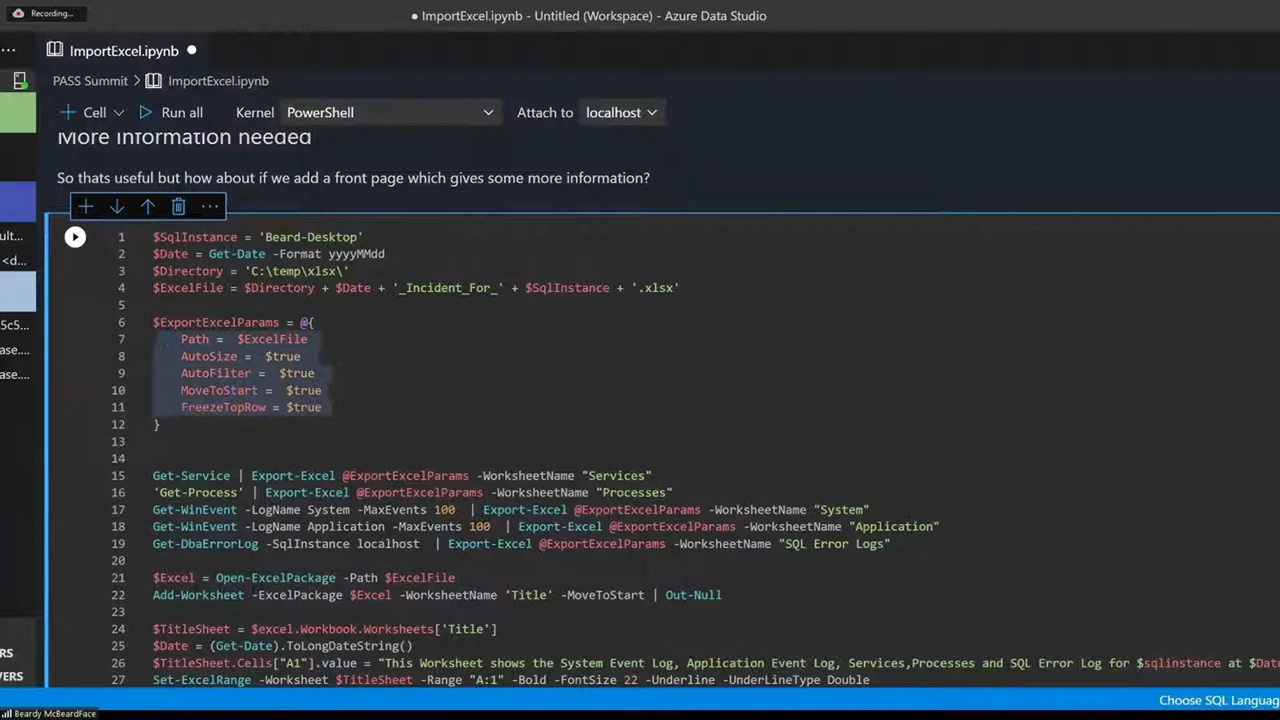 Recording...
● ImportExcel.ipynb - Untitled (Workspace) - Azure Data Studio
... ImportExcel.ipynb ●
PASS Summit > ImportExcel.ipynb
+ Cell Run all Kernel PowerShell Attach to localhost
More information needed
So thats useful but how about if we add a front page which gives some more information?
ult...
<d...
5c5...
ase....
ase....
RS
VERS
1 $SqlInstance = 'Beard-Desktop'
2 $Date = Get-Date -Format yyyyMMdd
3 $Directory = 'C:\temp\xlsx\'
4 $ExcelFile = $Directory + $Date + '_Incident_For_' + $SqlInstance + '.xlsx'
5
6 $ExportExcelParams = @{
7 Path = $ExcelFile
8 AutoSize = $true
9 AutoFilter = $true
10 MoveToStart = $true
11 FreezeTopRow = $true
12 }
13
14
15 Get-Service | Export-Excel @ExportExcelParams -WorksheetName "Services"
16 'Get-Process' | Export-Excel @ExportExcelParams -WorksheetName "Processes"
17 Get-WinEvent -LogName System -MaxEvents 100 | Export-Excel @ExportExcelParams -WorksheetName "System"
18 Get-WinEvent -LogName Application -MaxEvents 100 | Export-Excel @ExportExcelParams -WorksheetName "Application"
19 Get-DbaErrorLog -SqlInstance localhost | Export-Excel @ExportExcelParams -WorksheetName "SQL Error Logs"
20
21 $Excel = Open-ExcelPackage -Path $ExcelFile
22 Add-Worksheet -ExcelPackage $Excel -WorksheetName 'Title' -MoveToStart | Out-Null
23
24 $TitleSheet = $excel.Workbook.Worksheets['Title']
25 $Date = (Get-Date).ToLongDateString()
26 $TitleSheet.Cells["A1"].value = "This Worksheet shows the System Event Log, Application Event Log, Services,Processes and SQL Error Log for $sqlinstance at $Date
27 Set-ExcelRange -Worksheet $TitleSheet -Range "A:1" -Bold -FontSize 22 -Underline -UnderLineType Double
Choose SQL Languag
Beardy McBeardFace